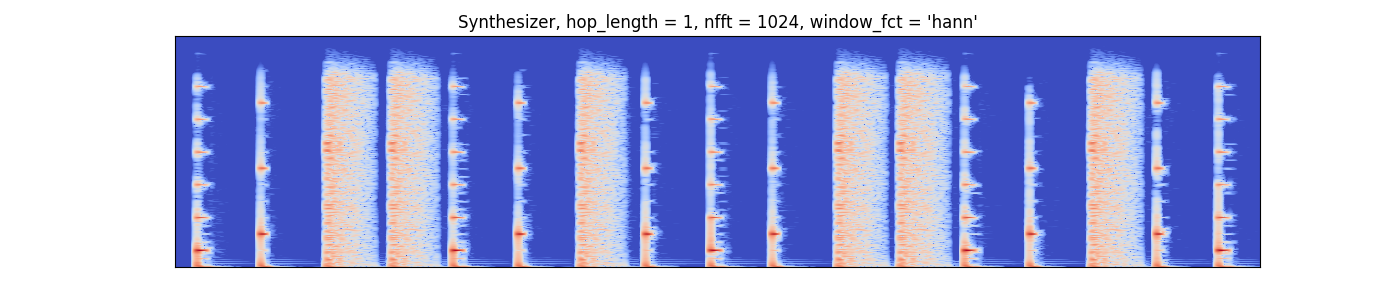 Synthesizer, hop_length = 1, nfft = 1024, window_fct = 'hann'